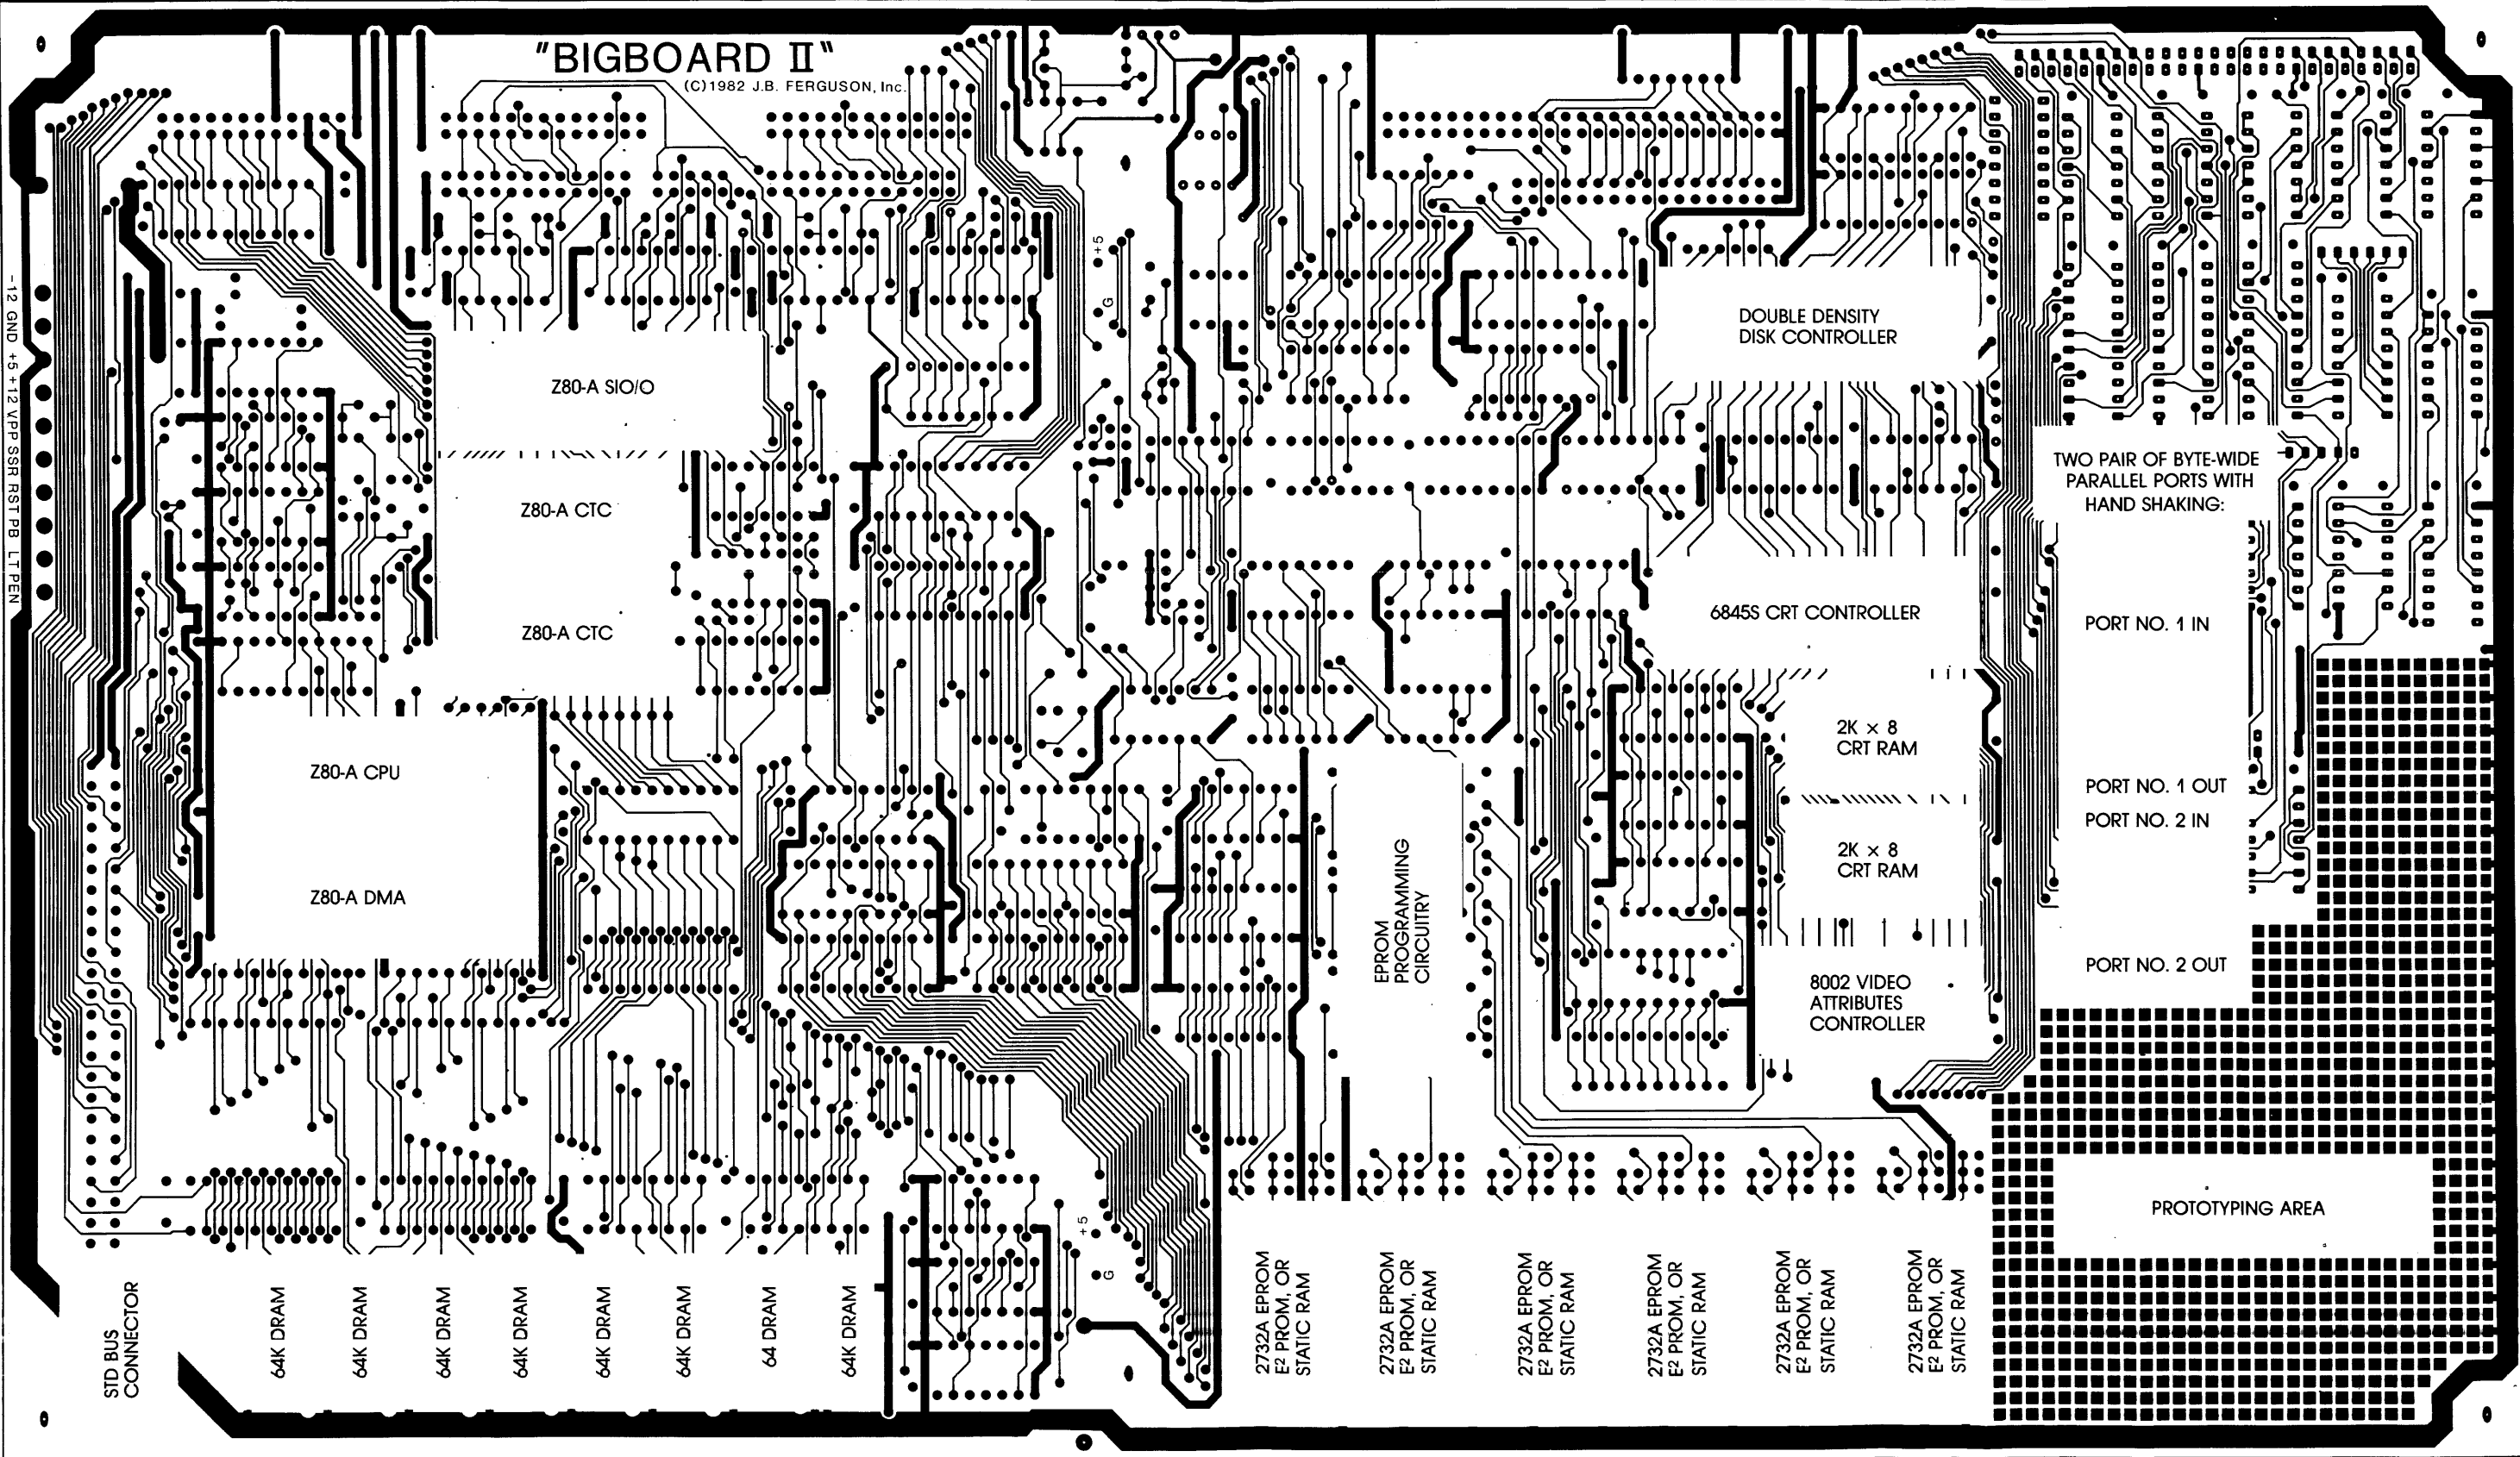 "BIGBOARD II"
(C)1982 J.B. FERGUSON, Inc.
-12 GND +5 +12 VPP SSR RST PB LT PEN
+5
G
DOUBLE DENSITY
DISK CONTROLLER
Z80-A SIO/O
TWO PAIR OF BYTE-WIDE
PARALLEL PORTS WITH
HAND SHAKING:
Z80-A CTC
Z80-A CTC
6845S CRT CONTROLLER
PORT NO. 1 IN
2K × 8
CRT RAM
Z80-A CPU
PORT NO. 1 OUT
PORT NO. 2 IN
2K × 8
CRT RAM
Z80-A DMA
EPROM
PROGRAMMING
CIRCUITRY
PORT NO. 2 OUT
8002 VIDEO
ATTRIBUTES
CONTROLLER
PROTOTYPING AREA
+5
G
STD BUS
CONNECTOR
64K DRAM
64K DRAM
64K DRAM
64K DRAM
64K DRAM
64K DRAM
64 DRAM
64K DRAM
2732A EPROM
E² PROM, OR
STATIC RAM
2732A EPROM
E² PROM, OR
STATIC RAM
2732A EPROM
E² PROM, OR
STATIC RAM
2732A EPROM
E² PROM, OR
STATIC RAM
2732A EPROM
E² PROM, OR
STATIC RAM
2732A EPROM
E² PROM, OR
STATIC RAM